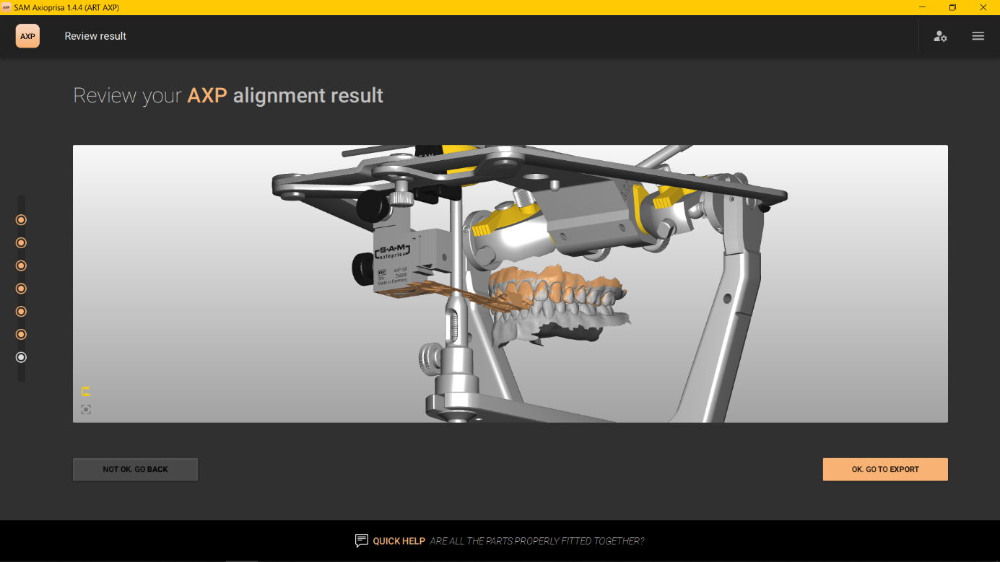 AXP SAM Axioprisa 1.4.4 (ART AXP)
AXP
Review result
Review your AXP alignment result
SAM
S·A·M
axioprisa
REF AXP 100
SN:
Made in Germany
NOT OK. GO BACK
OK. GO TO EXPORT
QUICK HELP ARE ALL THE PARTS PROPERLY FITTED TOGETHER?